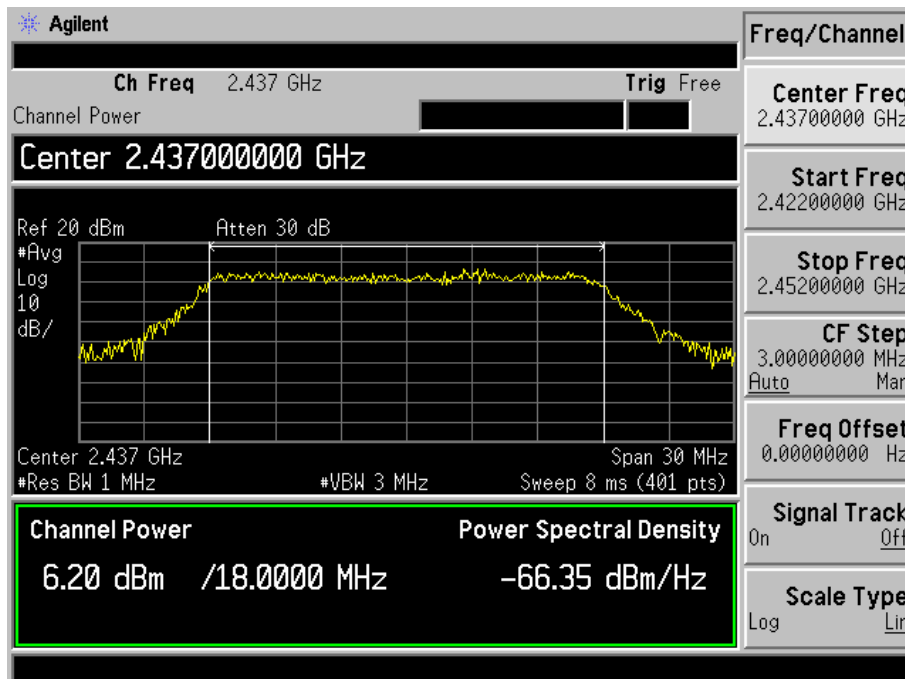 Agilent
Freq/Channel
Ch Freq 2.437 GHz Trig Free
Channel Power
Center 2.437000000 GHz
Ref 20 dBm Atten 30 dB
#Avg
Log
10
dB/
Center 2.437 GHz Span 30 MHz
#Res BW 1 MHz #VBW 3 MHz Sweep 8 ms (401 pts)
Channel Power Power Spectral Density
6.20 dBm /18.0000 MHz -66.35 dBm/Hz
Center Freq
2.43700000 GHz
Start Freq
2.42200000 GHz
Stop Freq
2.45200000 GHz
CF Step
3.00000000 MHz
Auto Man
Freq Offset
0.00000000 Hz
Signal Track
On Off
Scale Type
Log Lin